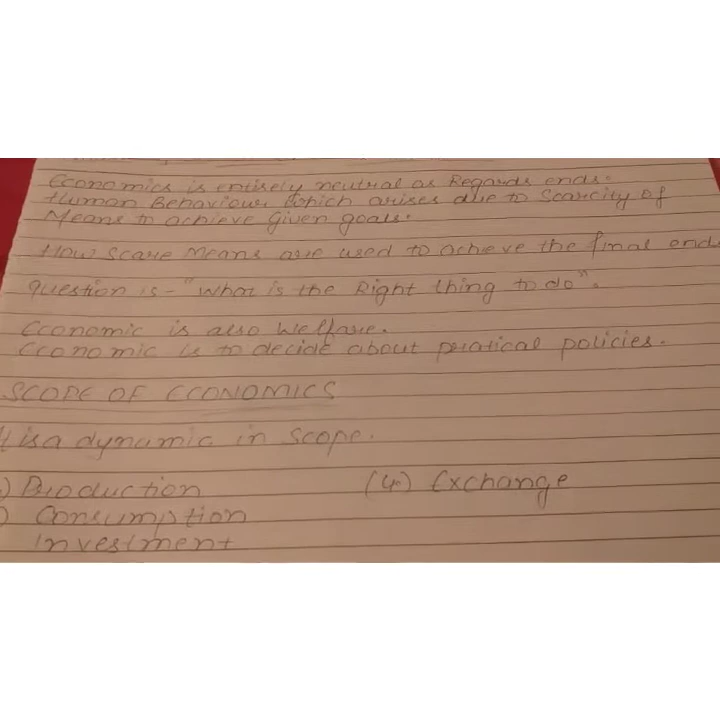 Economics is entirely neutral as Regards ends.
Human Behaviour which arises due to Scarcity of
Means to achieve Given goals.
How scare Means are used to acheve the final ends
Question is - "What is the Right thing to do".
Economic is also Welfare.
Economic is to decide about pratical policies.
SCOPE OF ECONOMICS
It is a dynamic in scope.
) Production (4) Exchange
) Consumption
Investment